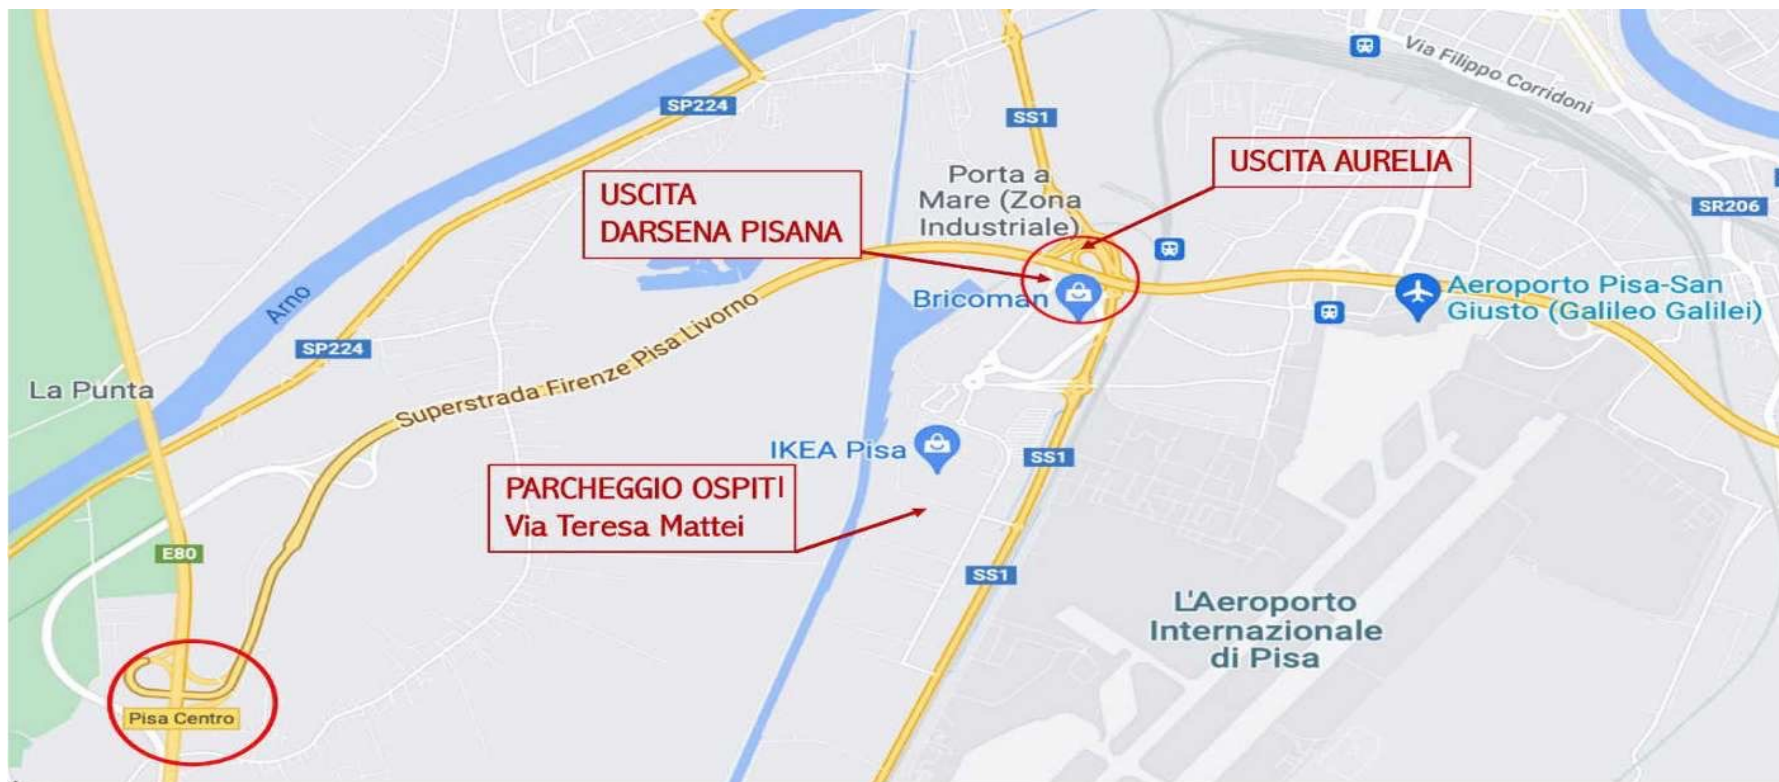 Via Filippo Corridoni
SP224
SS1
USCITA AURELIA
Porta a
Mare (Zona
Industriale)
USCITA
DARSENA PISANA
SR206
Aeroporto Pisa-San
Giusto (Galileo Galilei)
Bricoman
Arno
SP224
Superstrada Firenze Pisa Livorno
La Punta
IKEA Pisa
SS1
PARCHEGGIO OSPITI
Via Teresa Mattei
E80
SS1
L'Aeroporto
Internazionale
di Pisa
Pisa Centro